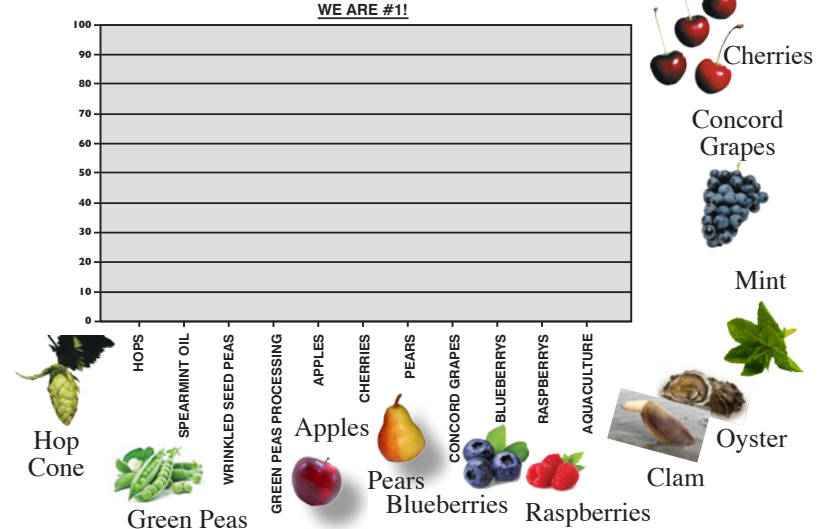 WE ARE #1!
100
90
80
70
60
50
40
30
20
10
0
HOPS
SPEARMINT OIL
WRINKLED SEED PEAS
GREEN PEAS PROCESSING
APPLES
CHERRIES
PEARS
CONCORD GRAPES
BLUEBERRYS
RASPBERRYS
AQUACULTURE
Cherries
Concord
Grapes
Mint
Oyster
Clam
Hop
Cone
Green Peas
Apples
Pears
Blueberries
Raspberries